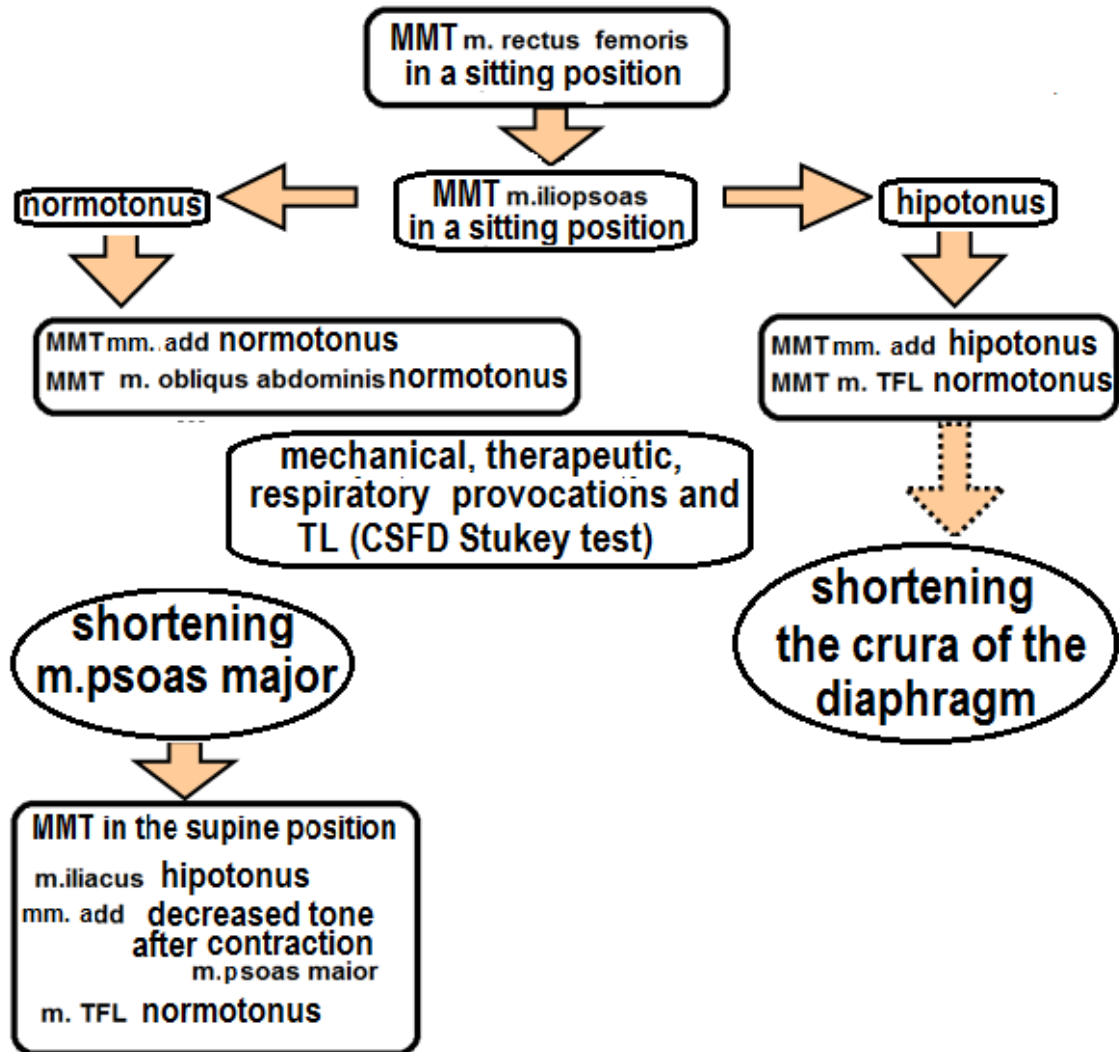 MMT m. rectus femoris
in a sitting position
normotonus
MMT m.iliopsoas
in a sitting position
hipotonus
MMT mm. add normotonus
MMT m. obliqus abdominis normotonus
MMT mm. add hipotonus
MMT m. TFL normotonus
mechanical, therapeutic,
respiratory provocations and
TL (CSFD Stukey test)
shortening
m.psoas major
shortening
the crura of the
diaphragm
MMT in the supine position
m.iliacus hipotonus
mm. add decreased tone
after contraction
m.psoas maior
m. TFL normotonus